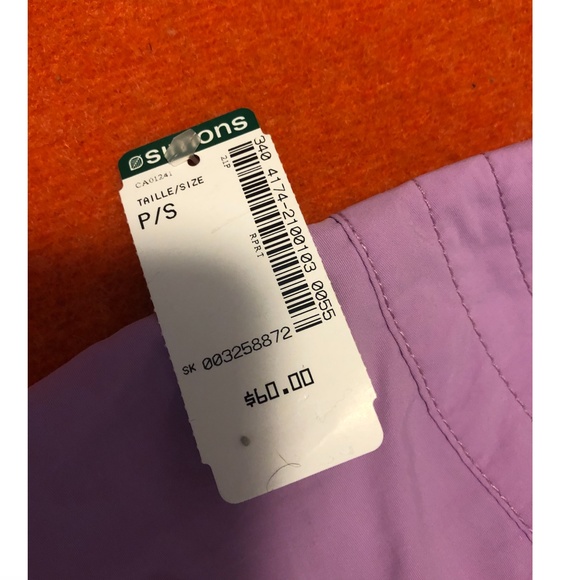 simons
CA01241
TAILLE/SIZE
P/S
ZIP
RPRT
340 4174-2100103 0055
SK 003258872
$60.00